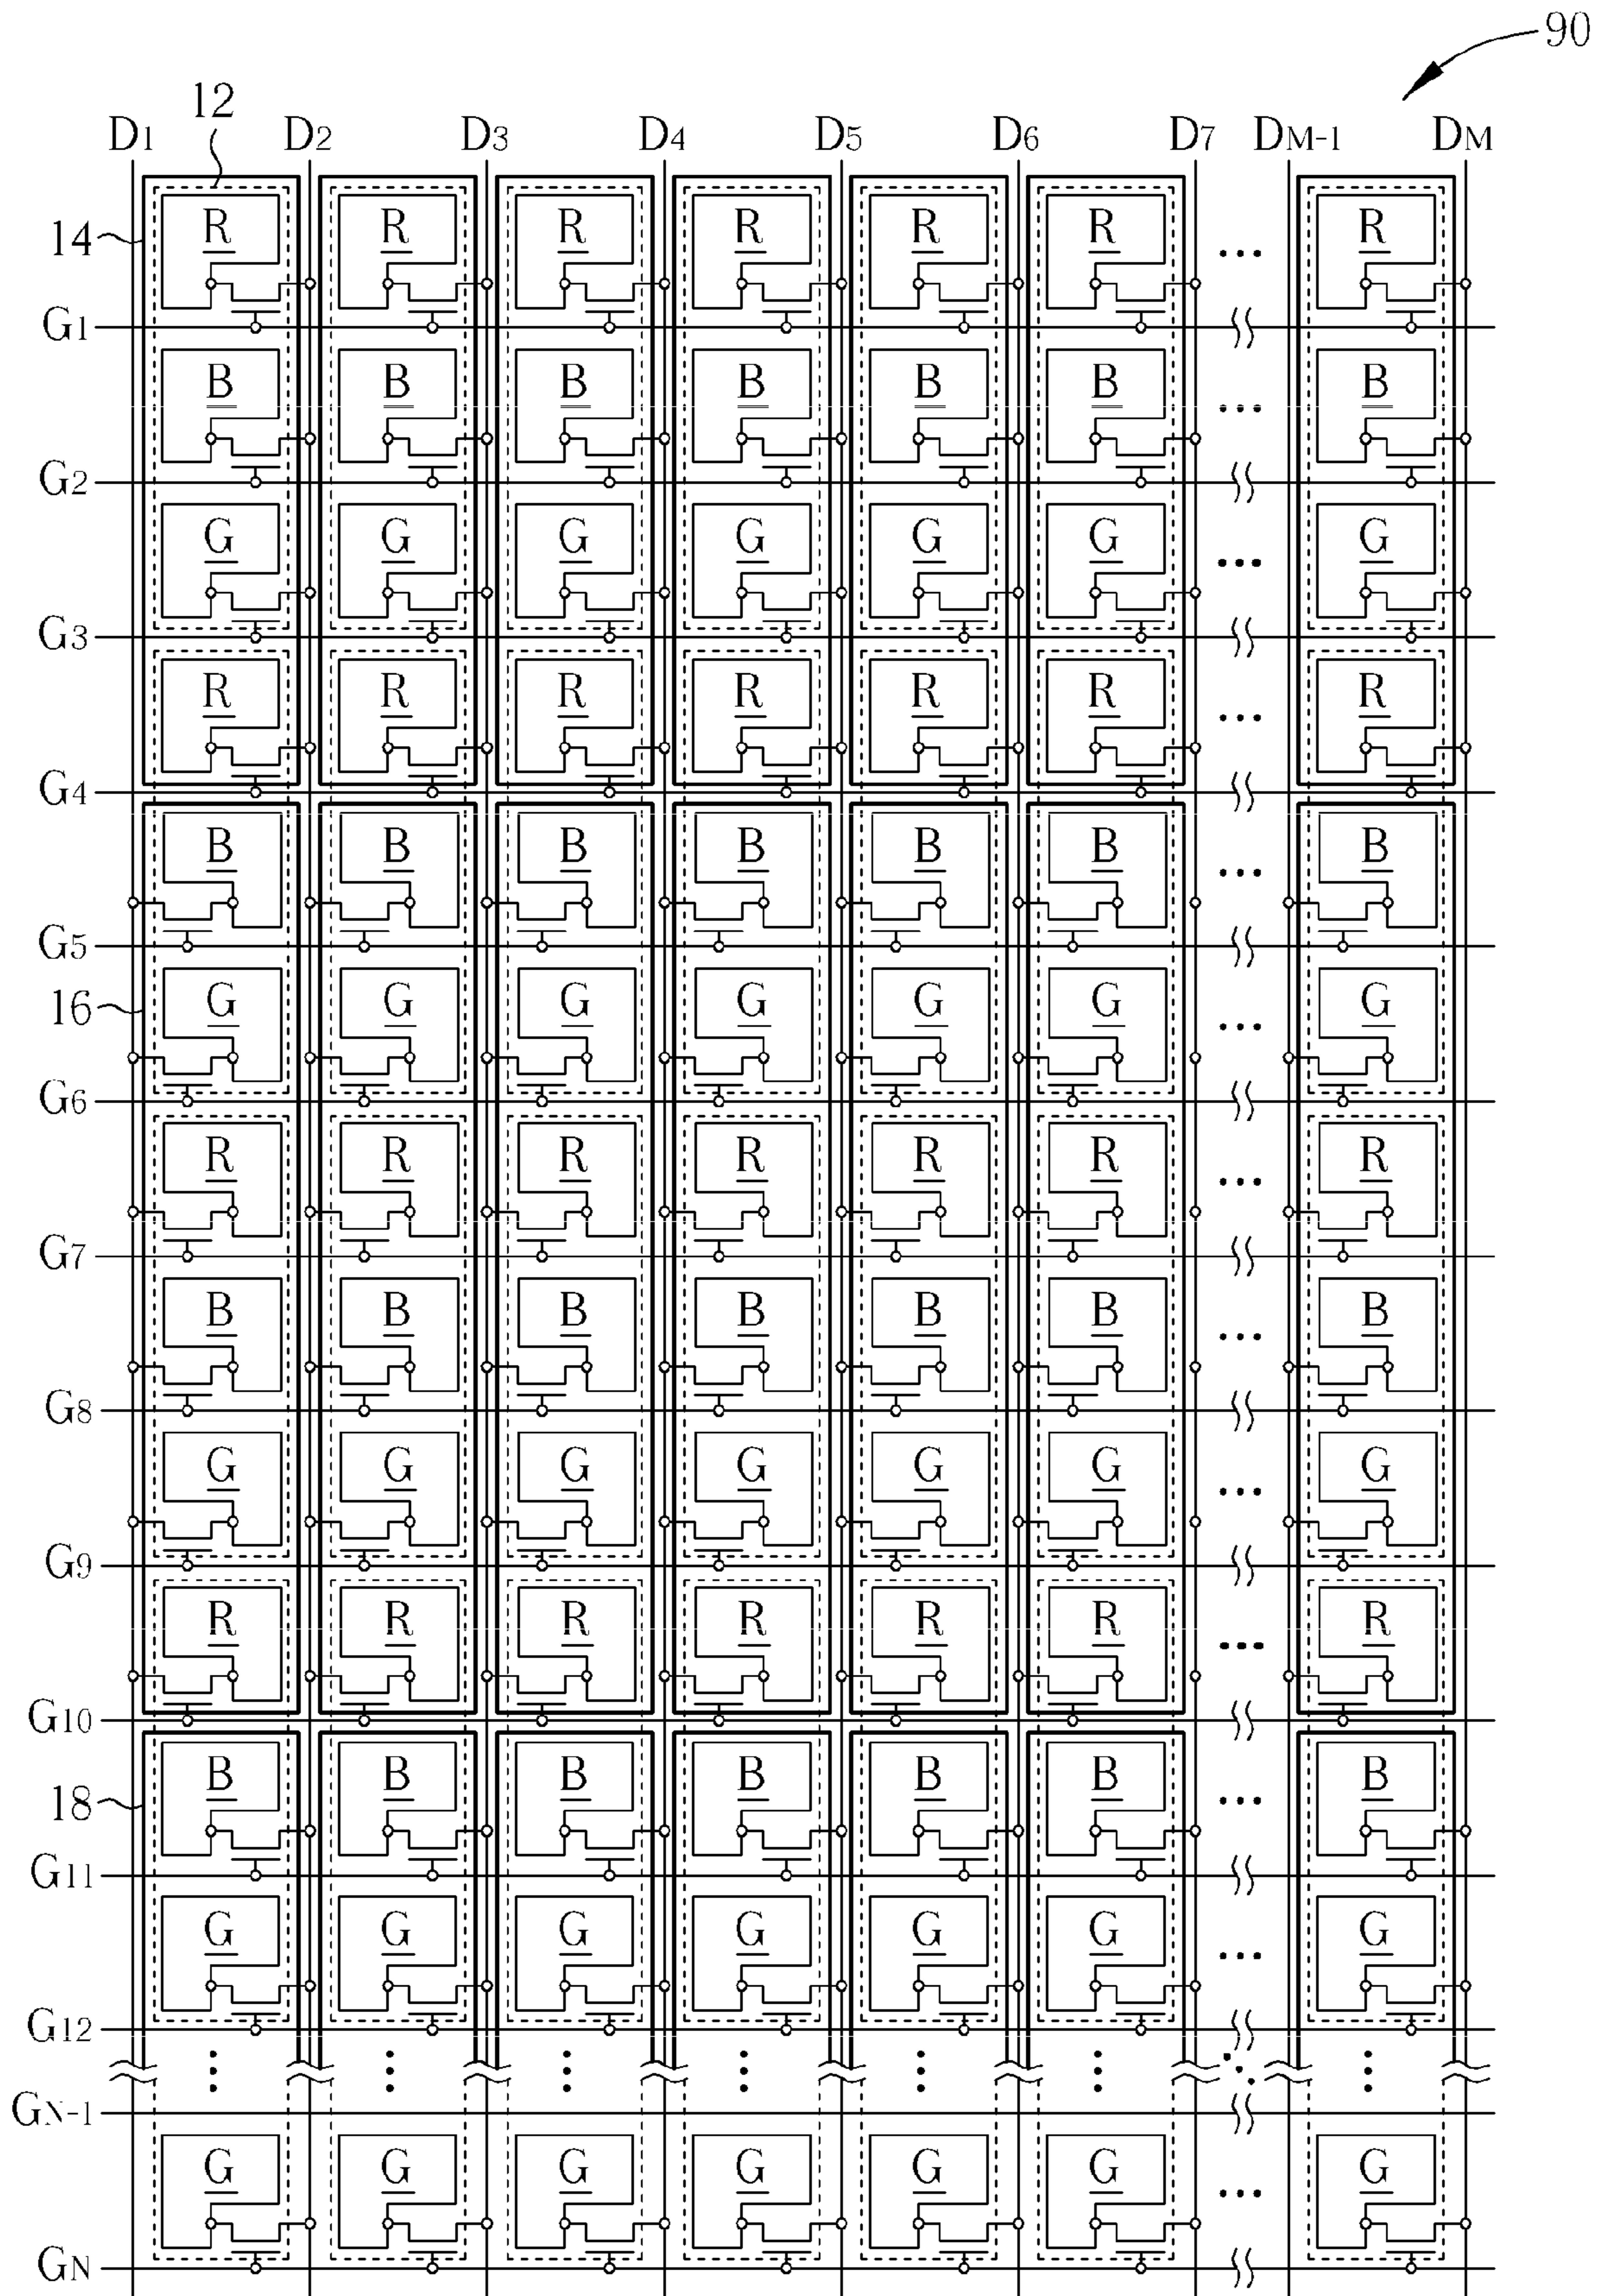 90
12
D1 D2 D3 D4 D5 D6 D7 DM-1 DM
14 R R R R R R ... R
G1
B B B B B B ... B
G2
G G G G G G ... G
G3
R R R R R R ... R
G4
B B B B B B ... B
G5
16 G G G G G G ... G
G6
R R R R R R ... R
G7
B B B B B B ... B
G8
G G G G G G ... G
G9
R R R R R R ... R
G10
18 B B B B B B ... B
G11
G G G G G G ... G
G12
GN-1
G G G G G G ... G
GN